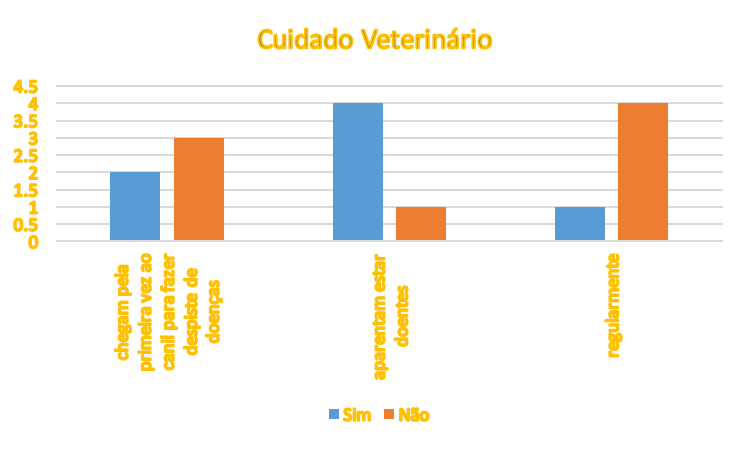 Cuidado Veterinário
4.5
4
3.5
3
2.5
2
1.5
1
0.5
0
chegam pela
primeira vez ao
canil para fazer
despiste de
doenças
aparentam estar
doentes
regularmente
Sim Não